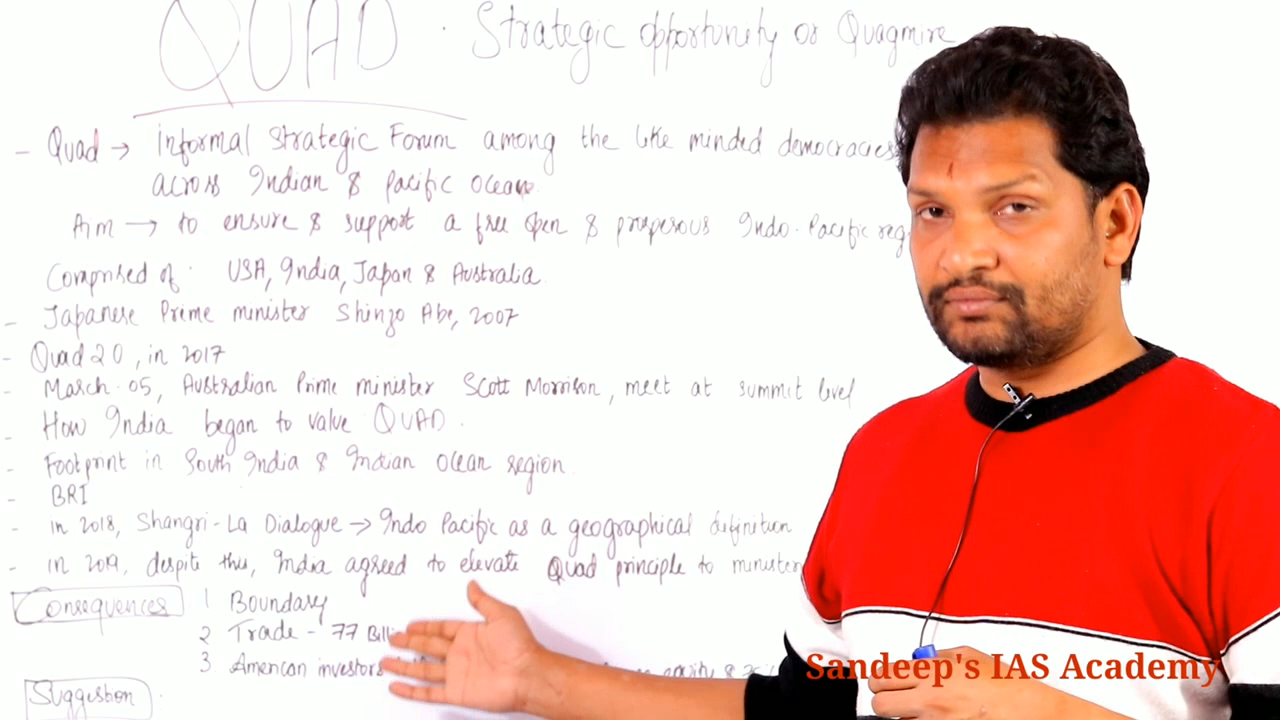 QUAD . Strategic opportunity or Quagmire
- Quad → Informal Strategic Forum among the like minded democracies
across Indian & pacific Ocean.
Aim → to ensure & support a free open & prosperous Indo-Pacific reg
Comprised of. USA, India, Japan & Australia.
- Japanese Prime minister Shinzo Abe, 2007
- Quad 2.0, in 2017
- March-05, Australian Prime minister Scott Morrison, meet at summit level
- How India began to value QUAD.
- Footprint in South India & Indian Ocean region.
- BRI
- in 2018, Shangri-La Dialogue → Indo Pacific as a geographical definition
- in 2019, despite this, India agreed to elevate Quad principle to minister
Consequences 1 Boundary
2 Trade - 77 Billi
3 American investors equity &
Suggestion:
Sandeep's IAS Academy